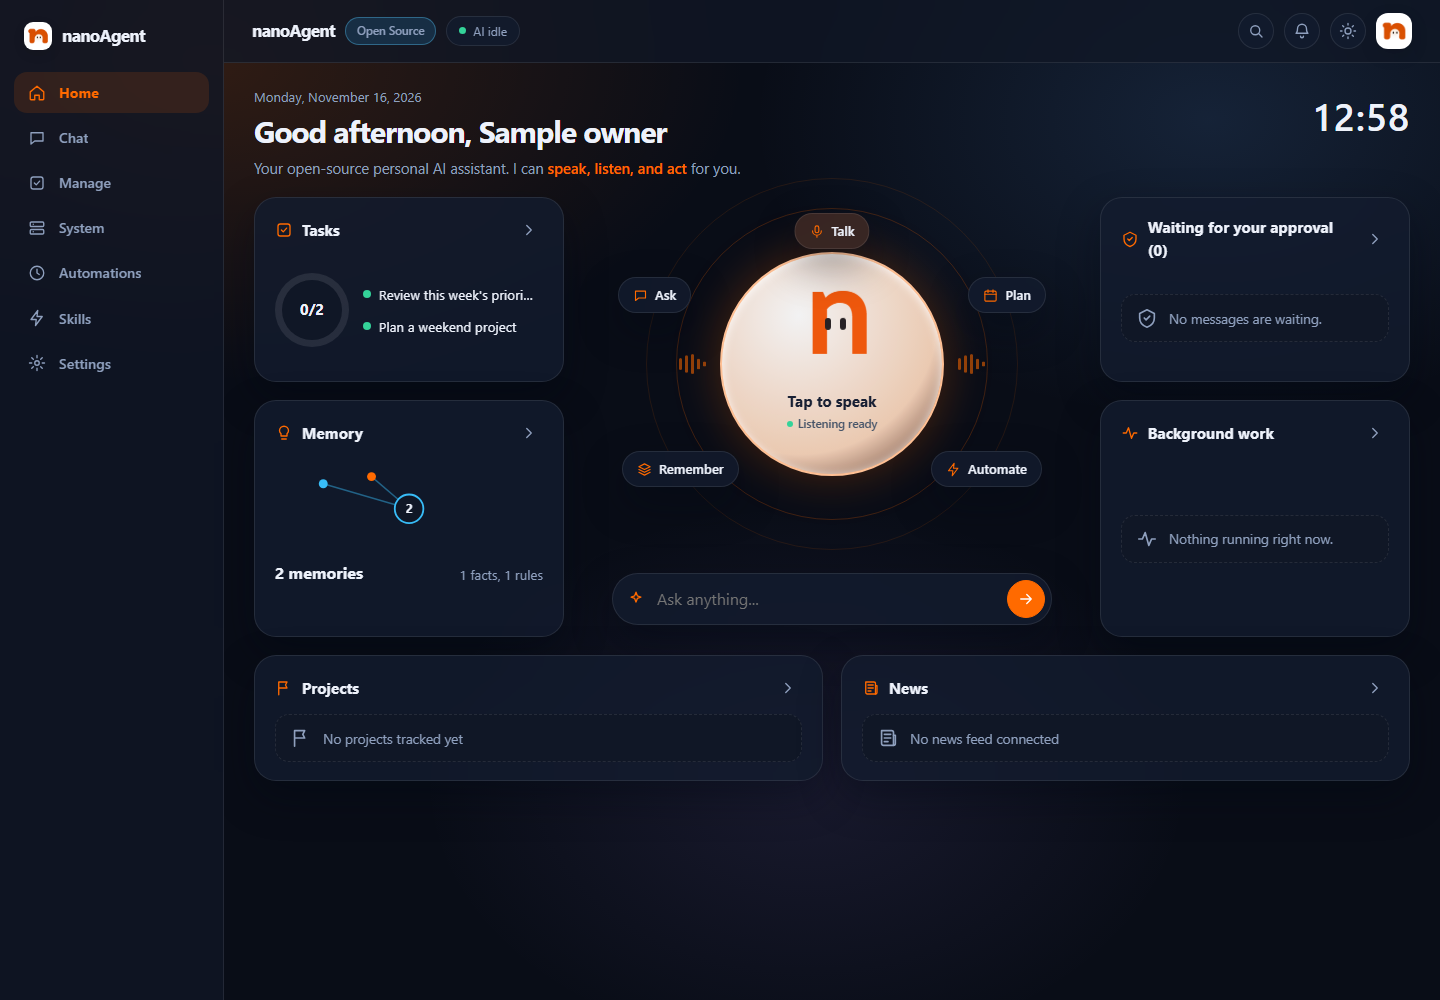 nanoAgent
Home
Chat
Manage
System
Automations
Skills
Settings
nanoAgent
Open Source
AI idle
Monday, November 16, 2026
Good afternoon, Sample owner
Your open-source personal AI assistant. I can speak, listen, and act for you.
12:58
Tasks
0/2
Review this week's priori...
Plan a weekend project
Memory
2
2 memories
1 facts, 1 rules
Talk
Ask
Plan
n
Tap to speak
Listening ready
Remember
Automate
Ask anything...
Waiting for your approval
(0)
No messages are waiting.
Background work
Nothing running right now.
Projects
No projects tracked yet
News
No news feed connected